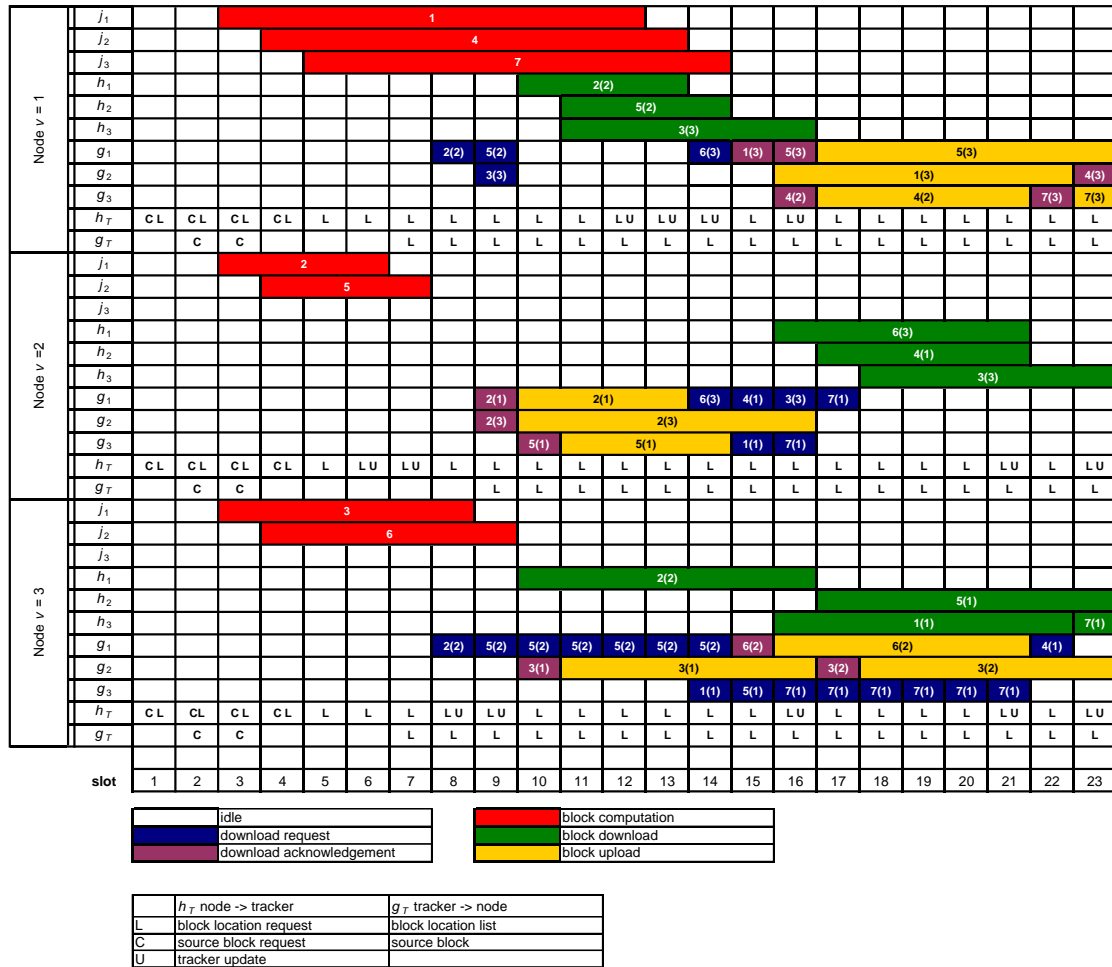 j1 1
j2 4
j3 7
h1 2(2)
h2 5(2)
h3 3(3)
Node v = 1
g1 2(2) 5(2) 6(3) 1(3) 5(3) 5(3)
g2 3(3) 1(3) 4(3)
g3 4(2) 4(2) 7(3) 7(3)
hT C L C L C L C L L L L L L L L L U L U L U L L U L L L L L L L
gT C C L L L L L L L L L L L L L L L L L
j1 2
j2 5
j3
h1 6(3)
h2 4(1)
h3 3(3)
Node v =2
g1 2(1) 2(1) 6(3) 4(1) 3(3) 7(1)
g2 2(3) 2(3)
g3 5(1) 5(1) 1(1) 7(1)
hT C L C L C L C L L L U L U L L L L L L L L L L L L L L U L L U
gT C C L L L L L L L L L L L L L L L
j1 3
j2 6
j3
h1 2(2)
h2 5(1)
h3 1(1) 7(1)
Node v = 3
g1 2(2) 5(2) 5(2) 5(2) 5(2) 5(2) 5(2) 6(2) 6(2) 4(1)
g2 3(1) 3(1) 3(2) 3(2)
g3 1(1) 5(1) 7(1) 7(1) 7(1) 7(1) 7(1) 7(1)
hT C L CL C L C L L L L L U L U L L L L L L L U L L L L L U L L U
gT C C L L L L L L L L L L L L L L L L L
slot 1 2 3 4 5 6 7 8 9 10 11 12 13 14 15 16 17 18 19 20 21 22 23
idle
download request
download acknowledgement
block computation
block download
block upload
hT node -> tracker gT tracker -> node
L block location request block location list
C source block request source block
U tracker update